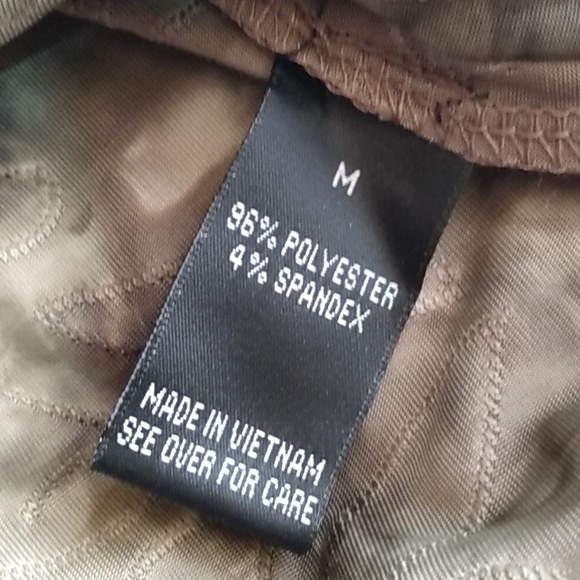 M
96% POLYESTER
4% SPANDEX
MADE IN VIETNAM
SEE OVER FOR CARE